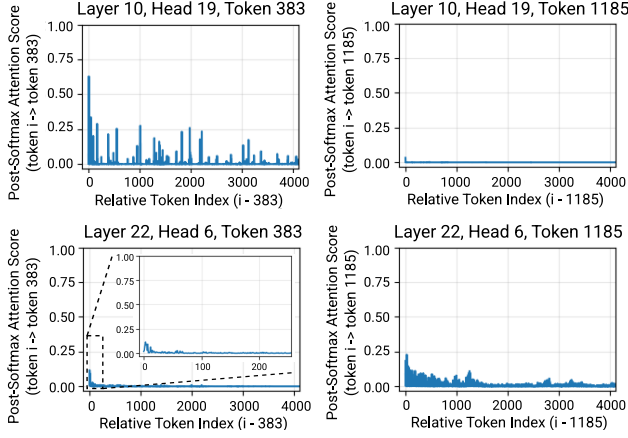 Layer 10, Head 19, Token 383
Post-Softmax Attention Score
(token i -> token 383)
1.00
0.75
0.50
0.25
0.00
0 1000 2000 3000 4000
Relative Token Index (i - 383)
Layer 10, Head 19, Token 1185
Post-Softmax Attention Score
(token i -> token 1185)
1.00
0.75
0.50
0.25
0.00
0 1000 2000 3000 4000
Relative Token Index (i - 1185)
Layer 22, Head 6, Token 383
Post-Softmax Attention Score
(token i -> token 383)
1.00
0.75
0.50
0.25
0.00
1.00
0.75
0.50
0.25
0.00
0 100 200
0 1000 2000 3000 4000
Relative Token Index (i - 383)
Layer 22, Head 6, Token 1185
Post-Softmax Attention Score
(token i -> token 1185)
1.00
0.75
0.50
0.25
0.00
0 1000 2000 3000 4000
Relative Token Index (i - 1185)